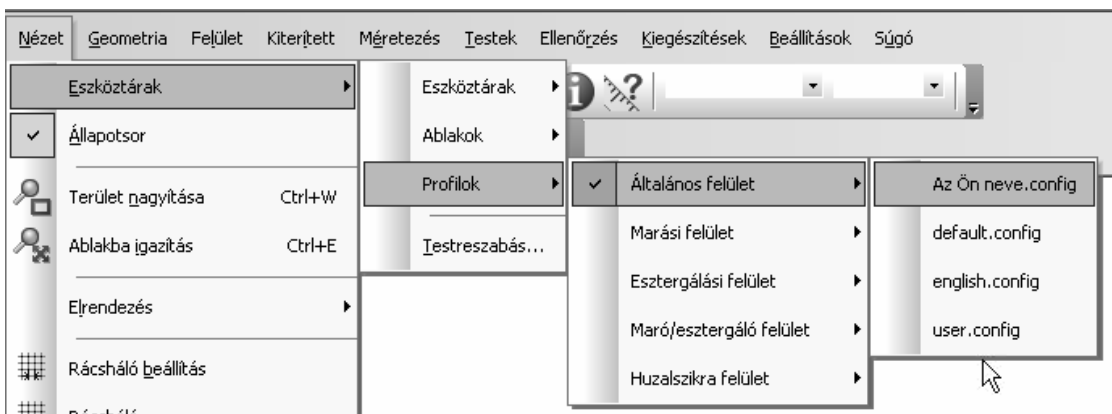 Nézet Geometria Felület Kiterített Méretezés Testek Ellenőrzés Kiegészítések Beállítások Súgó
Eszköztárak
Állapotsor
Terület nagyítása Ctrl+W
Ablakba igazítás Ctrl+E
Elrendezés
Rácsháló beállítás
Eszköztárak
Ablakok
Profilok
Testreszabás...
Általános felület
Marási felület
Esztergálási felület
Maró/esztergáló felület
Huzalszikra felület
Az Ön neve.config
default.config
english.config
user.config